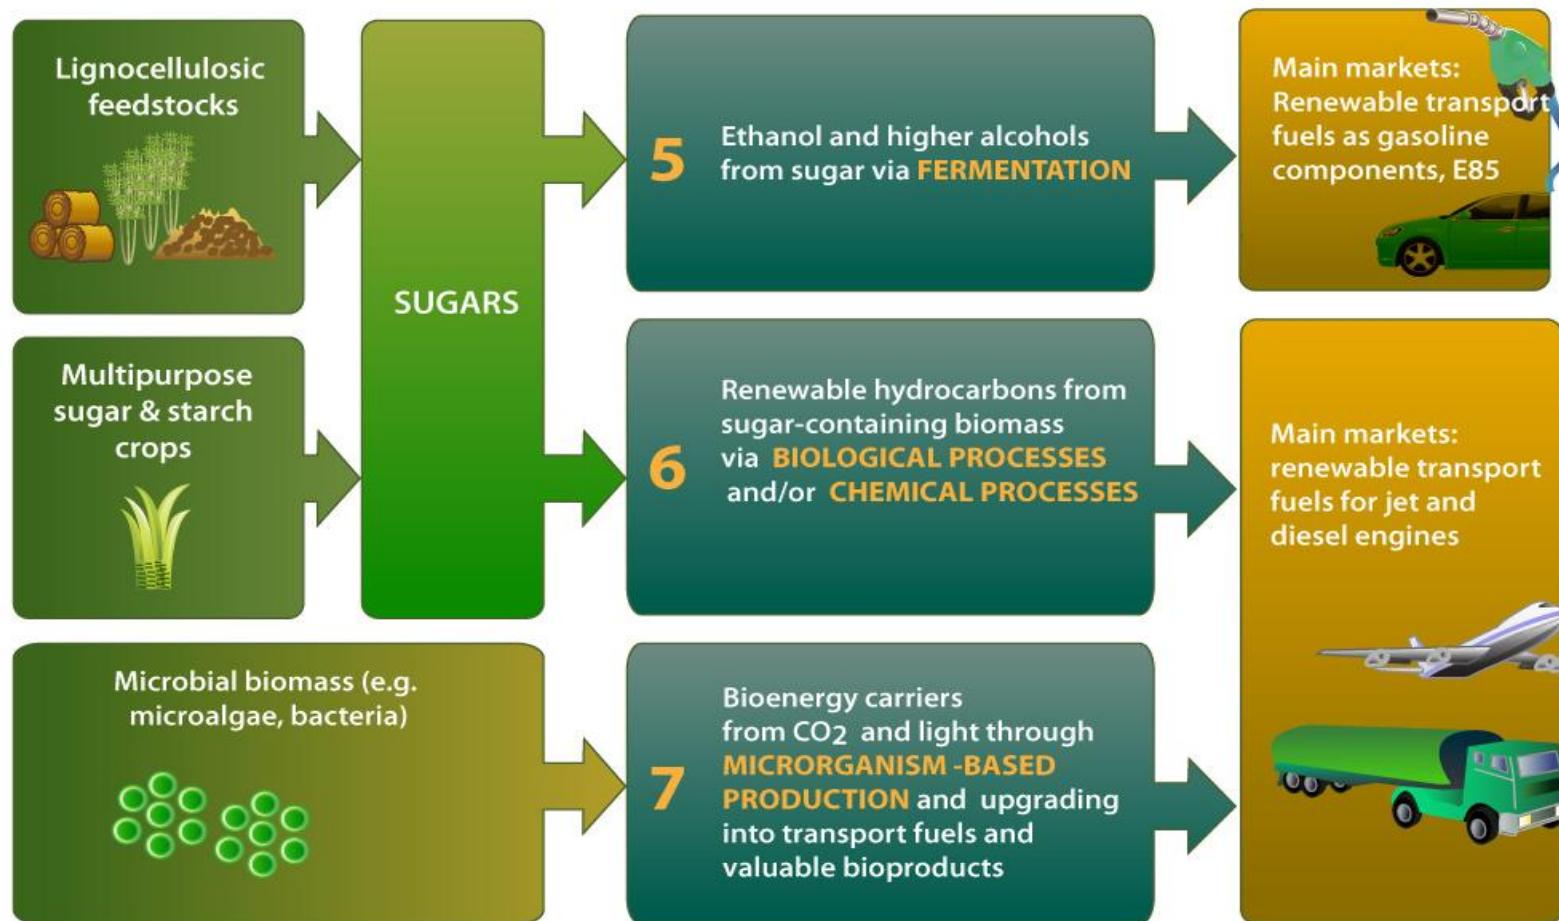 Lignocellulosic
feedstocks
SUGARS
5
Ethanol and higher alcohols
from sugar via FERMENTATION
Main markets:
Renewable transport
fuels as gasoline
components, E85
Multipurpose
sugar & starch
crops
6
Renewable hydrocarbons from
sugar-containing biomass
via BIOLOGICAL PROCESSES
and/or CHEMICAL PROCESSES
Main markets:
renewable transport
fuels for jet and
diesel engines
Microbial biomass (e.g.
microalgae, bacteria)
7
Bioenergy carriers
from CO2 and light through
MICRORGANISM -BASED
PRODUCTION and upgrading
into transport fuels and
valuable bioproducts